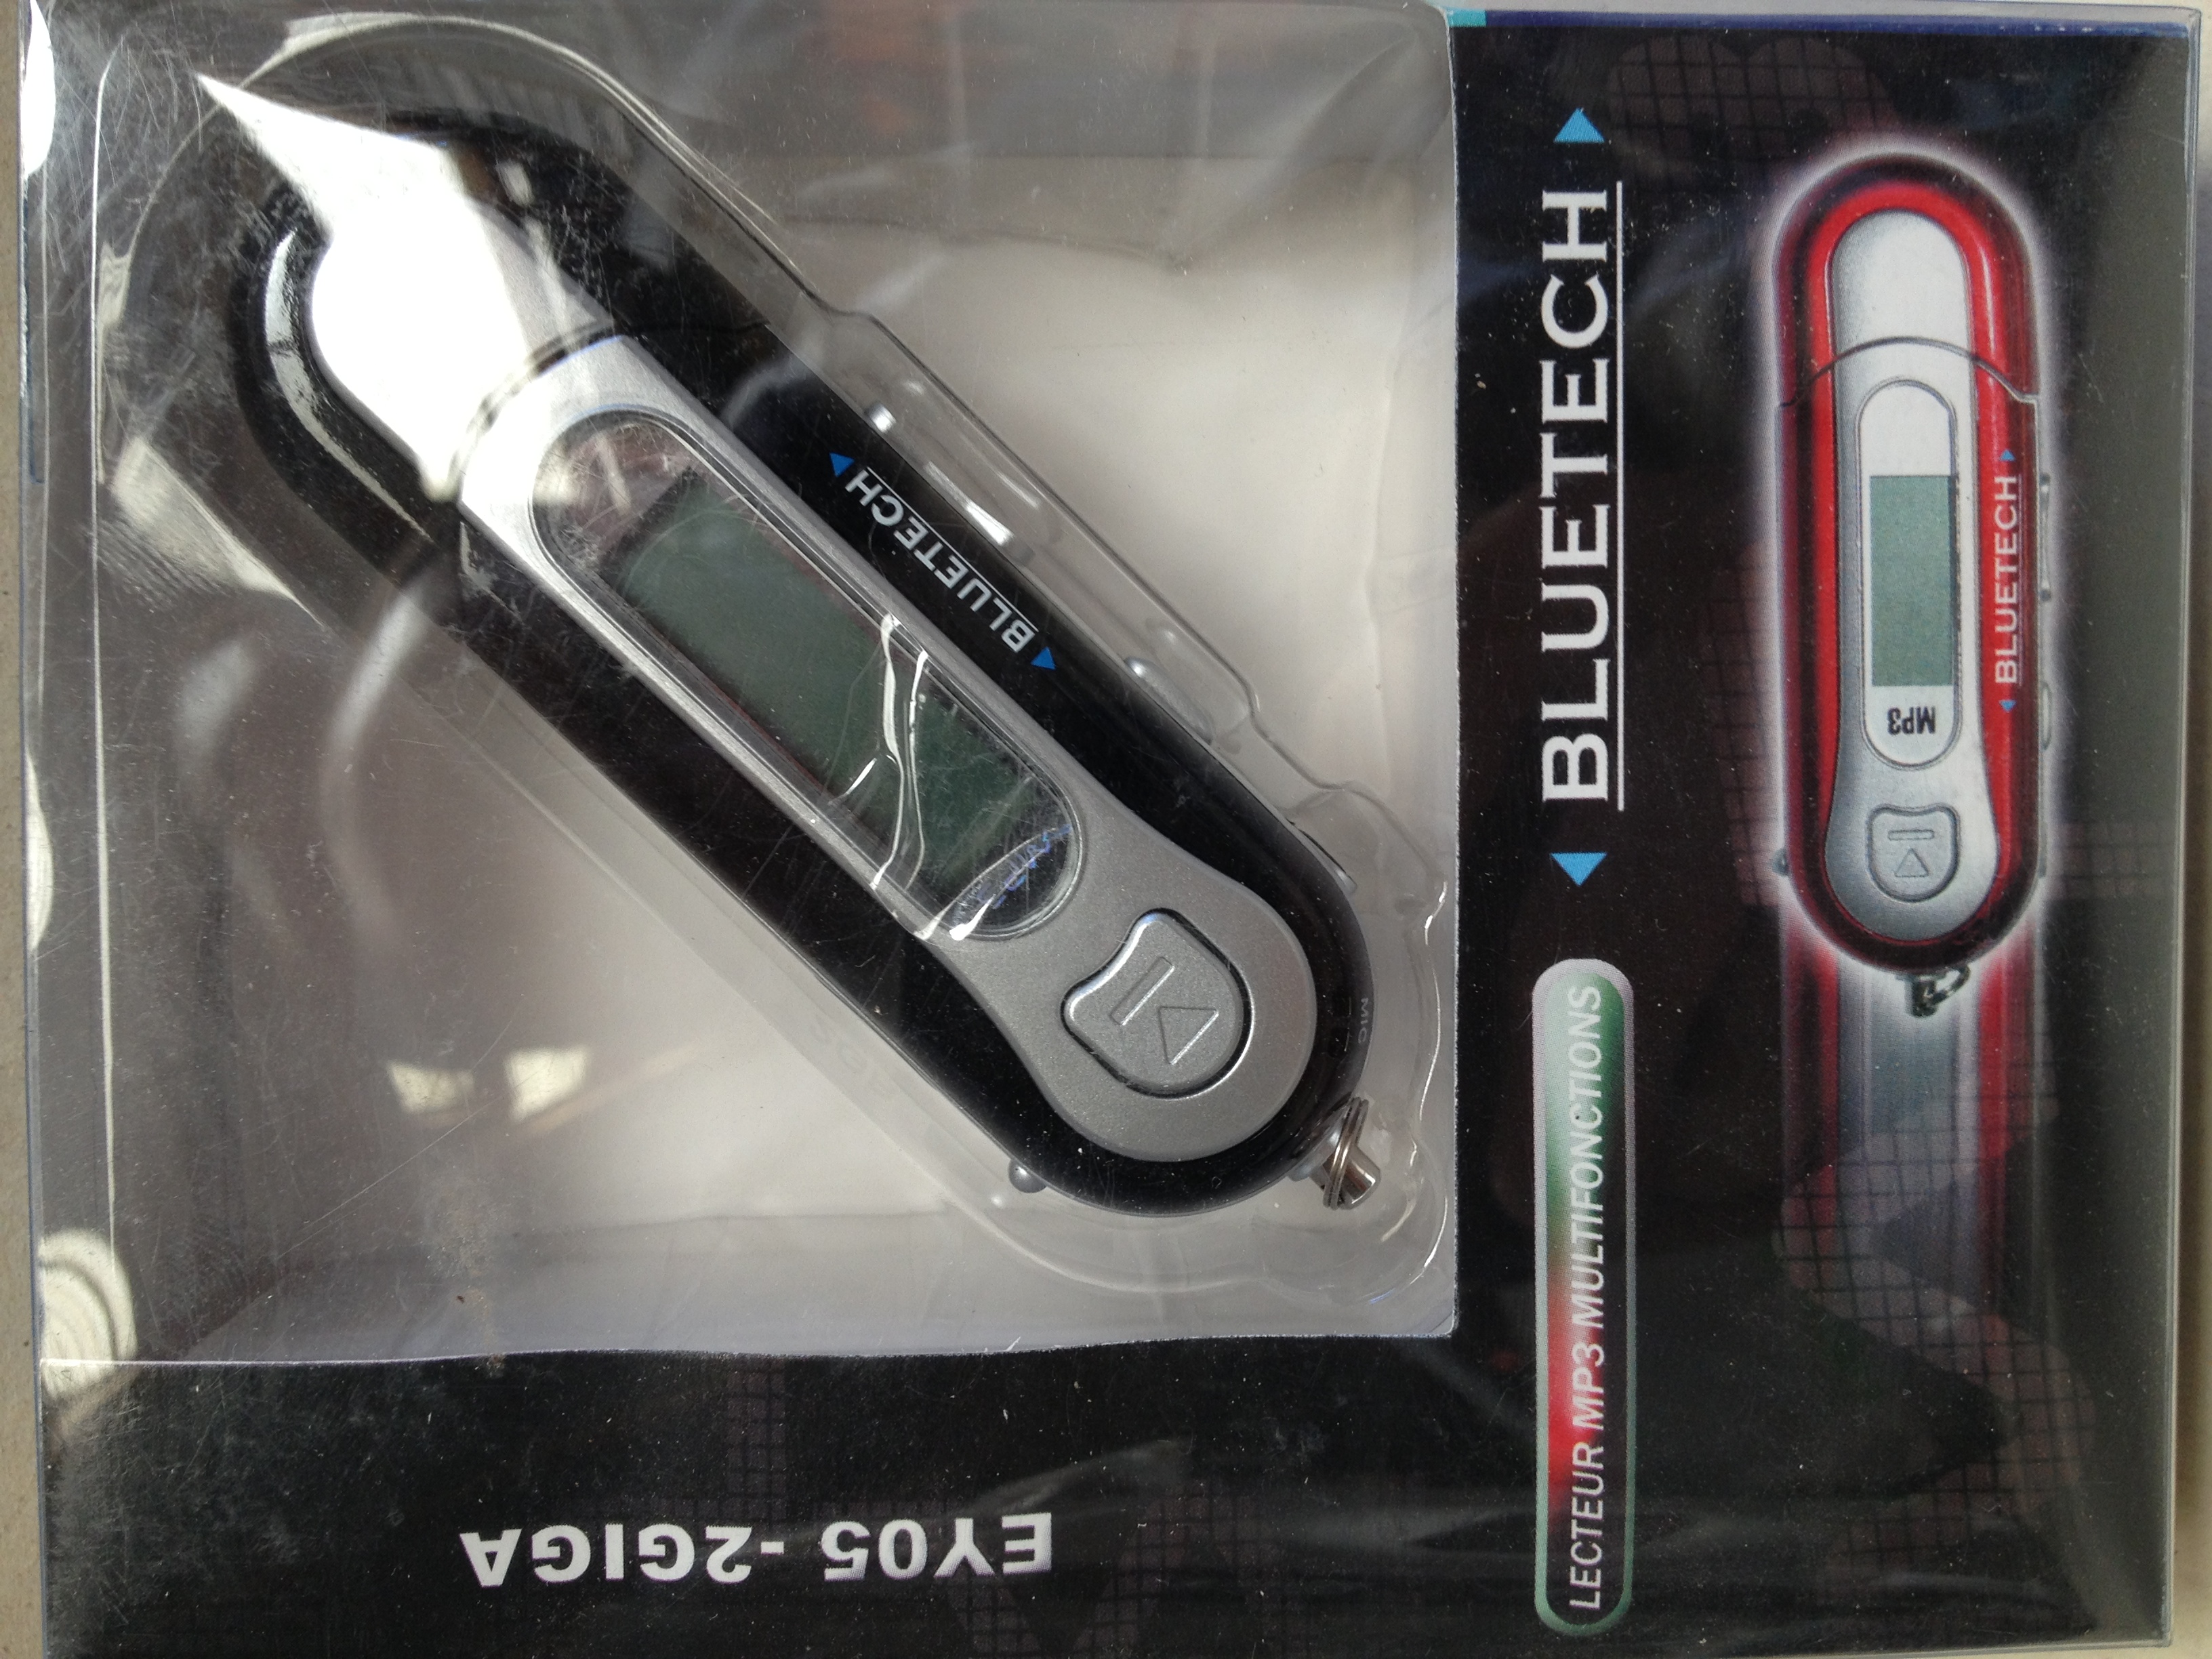 BLUETECH
LECTEUR MP3 MULTIFONCTIONS
BLUETECH
MP3
BLUETECH
MIC
EY05 - 2GIGA